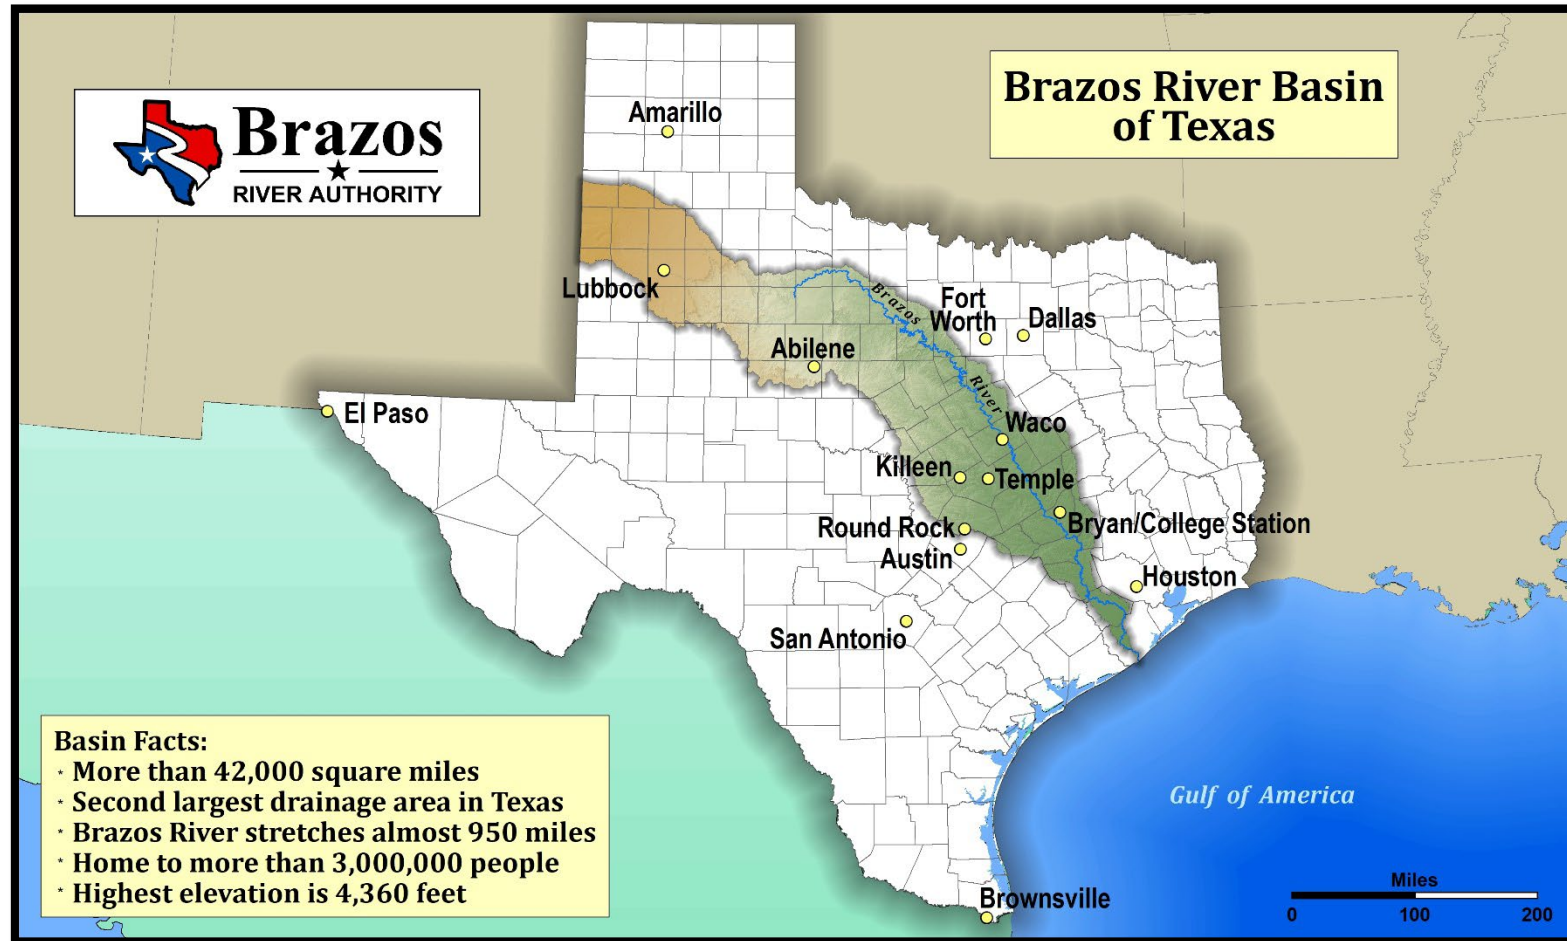 Brazos
RIVER AUTHORITY
Brazos River Basin
of Texas
Amarillo
Lubbock
Brazos
River
Fort
Worth
Dallas
Abilene
El Paso
Waco
Killeen
Temple
Round Rock
Bryan/College Station
Austin
Houston
San Antonio
Basin Facts:
* More than 42,000 square miles
* Second largest drainage area in Texas
* Brazos River stretches almost 950 miles
* Home to more than 3,000,000 people
* Highest elevation is 4,360 feet
Gulf of America
Brownsville
Miles
0 100 200